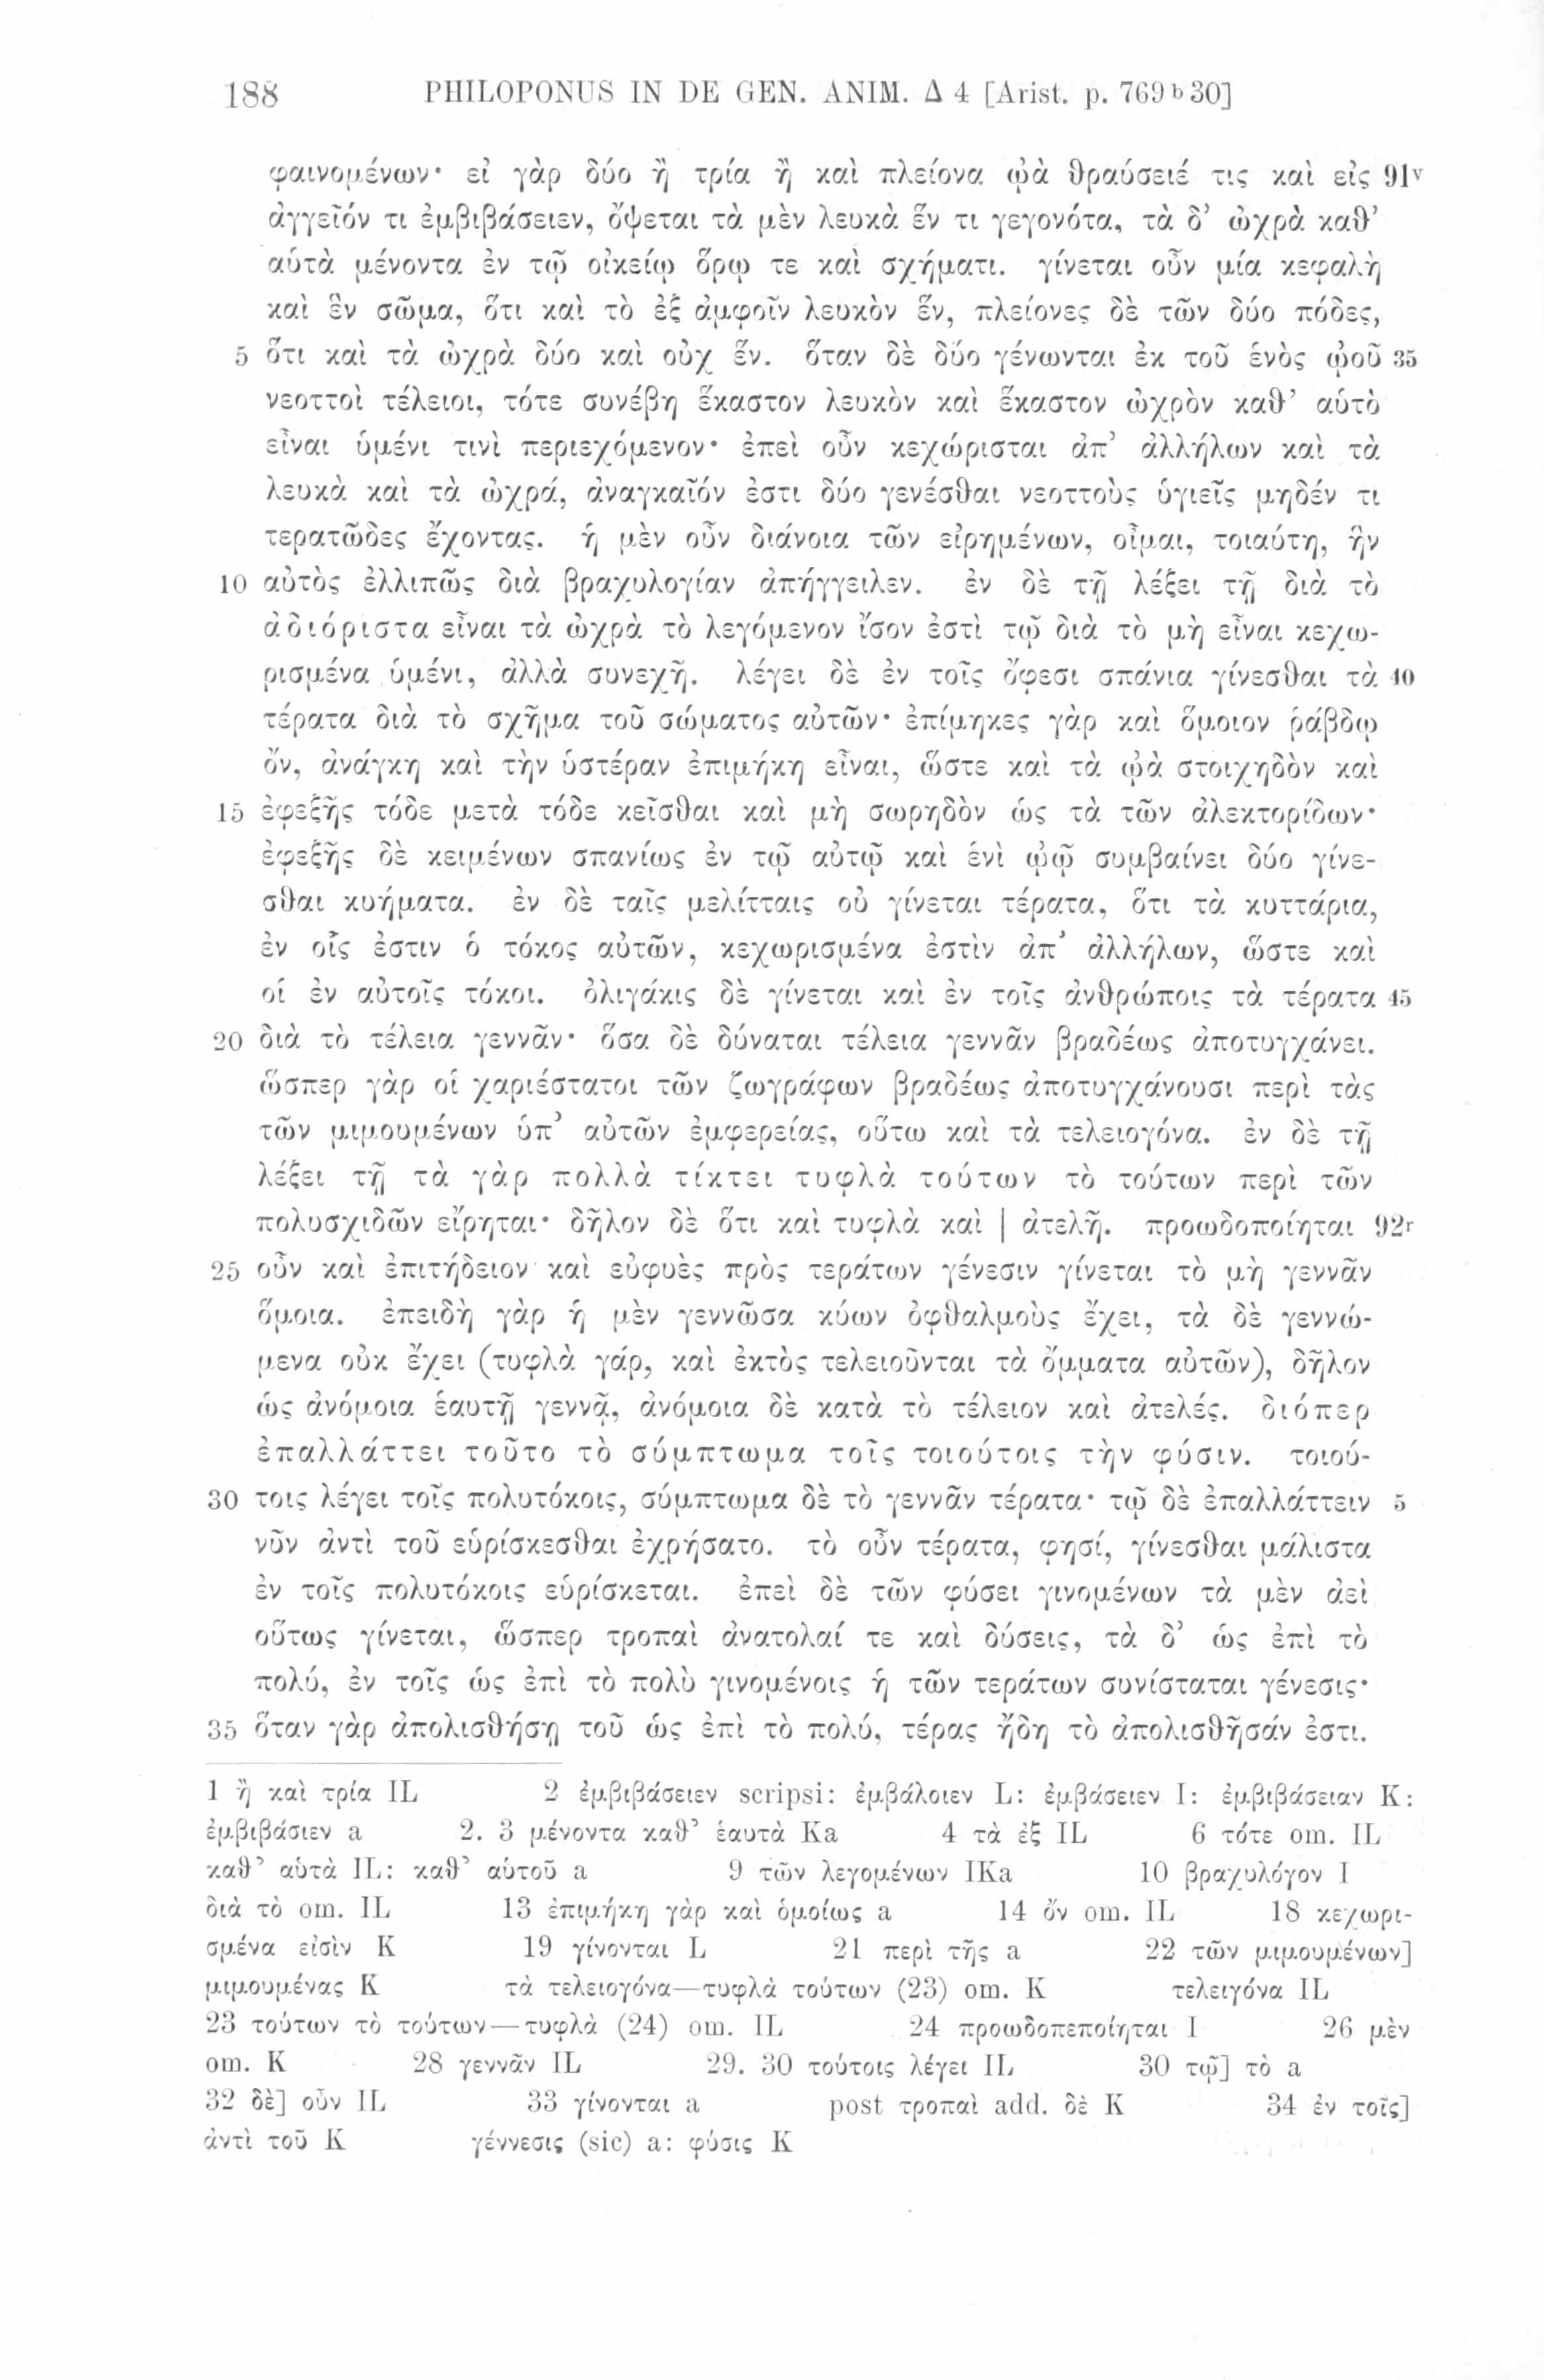 188 PHILOPONUS IN DE GEN. ANIM. Δ 4 [Arist. p. 769 b 30]
φαινομένων· εἰ γὰρ δύο ἢ τρία ἢ καὶ πλείονα ᾠὰ θραύσειέ τις καὶ εἰς 91v
ἀγγεῖόν τι ἐμβιβάσειεν, ὄψεται τὰ μὲν λευκὰ ἕν τι γεγονότα, τὰ δ’ ὠχρὰ καθ’
αὑτὰ μένοντα ἐν τῷ οἰκείῳ ὅρῳ τε καὶ σχήματι. γίνεται οὖν μία κεφαλὴ
καὶ ἓν σῶμα, ὅτι καὶ τὸ ἐξ ἀμφοῖν λευκὸν ἕν, πλείονες δὲ τῶν δύο πόδες,
5 ὅτι καὶ τὰ ὠχρὰ δύο καὶ οὐχ ἕν. ὅταν δὲ δύο γένωνται ἐκ τοῦ ἑνὸς ᾠοῦ 35
νεοττοὶ τέλειοι, τότε συνέβη ἕκαστον λευκὸν καὶ ἕκαστον ὠχρὸν καθ’ αὑτὸ
εἶναι ὑμένι τινὶ περιεχόμενον· ἐπεὶ οὖν κεχώρισται ἀπ’ ἀλλήλων καὶ τὰ
λευκὰ καὶ τὰ ὠχρά, ἀναγκαῖόν ἐστι δύο γενέσθαι νεοττοὺς ὑγιεῖς μηδέν τι
τερατῶδες ἔχοντας. ἡ μὲν οὖν διάνοια τῶν εἰρημένων, οἶμαι, τοιαύτη, ἣν
10 αὐτὸς ἐλλιπῶς διὰ βραχυλογίαν ἀπήγγειλεν. ἐν δὲ τῇ λέξει τῇ διὰ τὸ
ἀδιόριστα εἶναι τὰ ὠχρὰ τὸ λεγόμενον ἴσον ἐστὶ τῷ διὰ τὸ μὴ εἶναι κεχω-
ρισμένα ὑμένι, ἀλλὰ συνεχῆ. λέγει δὲ ἐν τοῖς ὄφεσι σπάνια γίνεσθαι τὰ 40
τέρατα διὰ τὸ σχῆμα τοῦ σώματος αὐτῶν· ἐπίμηκες γὰρ καὶ ὅμοιον ῥάβδῳ
ὄν, ἀνάγκη καὶ τὴν ὑστέραν ἐπιμήκη εἶναι, ὥστε καὶ τὰ ᾠὰ στοιχηδὸν καὶ
15 ἐφεξῆς τόδε μετὰ τόδε κεῖσθαι καὶ μὴ σωρηδὸν ὡς τὰ τῶν ἀλεκτορίδων·
ἐφεξῆς δὲ κειμένων σπανίως ἐν τῷ αὐτῷ καὶ ἑνὶ ᾠῷ συμβαίνει δύο γίνε-
σθαι κυήματα. ἐν δὲ ταῖς μελίτταις οὐ γίνεται τέρατα, ὅτι τὰ κυττάρια,
ἐν οἷς ἐστιν ὁ τόκος αὐτῶν, κεχωρισμένα ἐστὶν ἀπ’ ἀλλήλων, ὥστε καὶ
οἱ ἐν αὐτοῖς τόκοι. ὀλιγάκις δὲ γίνεται καὶ ἐν τοῖς ἀνθρώποις τὰ τέρατα 45
20 διὰ τὸ τέλεια γεννᾶν· ὅσα δὲ δύναται τέλεια γεννᾶν βραδέως ἀποτυγχάνει.
ὥσπερ γὰρ οἱ χαριέστατοι τῶν ζωγράφων βραδέως ἀποτυγχάνουσι περὶ τὰς
τῶν μιμουμένων ὑπ’ αὐτῶν ἐμφερείας, οὕτω καὶ τὰ τελειογόνα. ἐν δὲ τῇ
λέξει τῇ τὰ γὰρ πολλὰ τίκτει τυφλὰ τούτων τὸ τούτων περὶ τῶν
πολυσχιδῶν εἴρηται· δῆλον δὲ ὅτι καὶ τυφλὰ καὶ | ἀτελῆ. προωδοποίηται 92r
25 οὖν καὶ ἐπιτήδειον καὶ εὐφυὲς πρὸς τεράτων γένεσιν γίνεται τὸ μὴ γεννᾶν
ὅμοια. ἐπειδὴ γὰρ ἡ μὲν γεννῶσα κύων ὀφθαλμοὺς ἔχει, τὰ δὲ γεννώ-
μενα οὐκ ἔχει (τυφλὰ γάρ, καὶ ἐκτὸς τελειοῦνται τὰ ὄμματα αὐτῶν), δῆλον
ὡς ἀνόμοια ἑαυτῇ γεννᾷ, ἀνόμοια δὲ κατὰ τὸ τέλειον καὶ ἀτελές. διόπερ
ἐπαλλάττει τοῦτο τὸ σύμπτωμα τοῖς τοιούτοις τὴν φύσιν. τοιού-
30 τοις λέγει τοῖς πολυτόκοις, σύμπτωμα δὲ τὸ γεννᾶν τέρατα· τῷ δὲ ἐπαλλάττειν 5
νῦν ἀντὶ τοῦ εὑρίσκεσθαι ἐχρήσατο. τὸ οὖν τέρατα, φησί, γίνεσθαι μάλιστα
ἐν τοῖς πολυτόκοις εὑρίσκεται. ἐπεὶ δὲ τῶν φύσει γινομένων τὰ μὲν ἀεὶ
οὕτως γίνεται, ὥσπερ τροπαὶ ἀνατολαί τε καὶ δύσεις, τὰ δ’ ὡς ἐπὶ τὸ
πολύ, ἐν τοῖς ὡς ἐπὶ τὸ πολὺ γινομένοις ἡ τῶν τεράτων συνίσταται γένεσις·
35 ὅταν γὰρ ἀπολισθήσῃ τοῦ ὡς ἐπὶ τὸ πολύ, τέρας ἤδη τὸ ἀπολισθῆσάν ἐστι.
1 ἢ καὶ τρία IL 2 ἐμβιβάσειεν scripsi: ἐμβάλοιεν L: ἐμβάσειεν I: ἐμβιβάσειαν K:
ἐμβιβάσιεν a 2. 3 μένοντα καθ’ ἑαυτὰ Ka 4 τὰ ἐξ IL 6 τότε om. IL
καθ’ αὑτὰ IL: καθ’ αὑτοῦ a 9 τῶν λεγομένων IKa 10 βραχυλόγον I
διὰ τὸ om. IL 13 ἐπιμήκη γὰρ καὶ ὁμοίως a 14 ὄν om. IL 18 κεχωρι-
σμένα εἰσὶν K 19 γίνονται L 21 περὶ τῆς a 22 τῶν μιμουμένων]
μιμουμένας K τὰ τελειογόνα—τυφλὰ τούτων (23) om. K τελειγόνα IL
23 τούτων τὸ τούτων—τυφλὰ (24) om. IL 24 προωδοπεποίηται I 26 μὲν
om. K 28 γεννᾶν IL 29. 30 τούτοις λέγει IL 30 τῷ] τὸ a
32 δὲ] οὖν IL 33 γίνονται a post τροπαὶ add. δὲ K 34 ἐν τοῖς]
ἀντὶ τοῦ K γέννεσις (sic) a: φύσις K